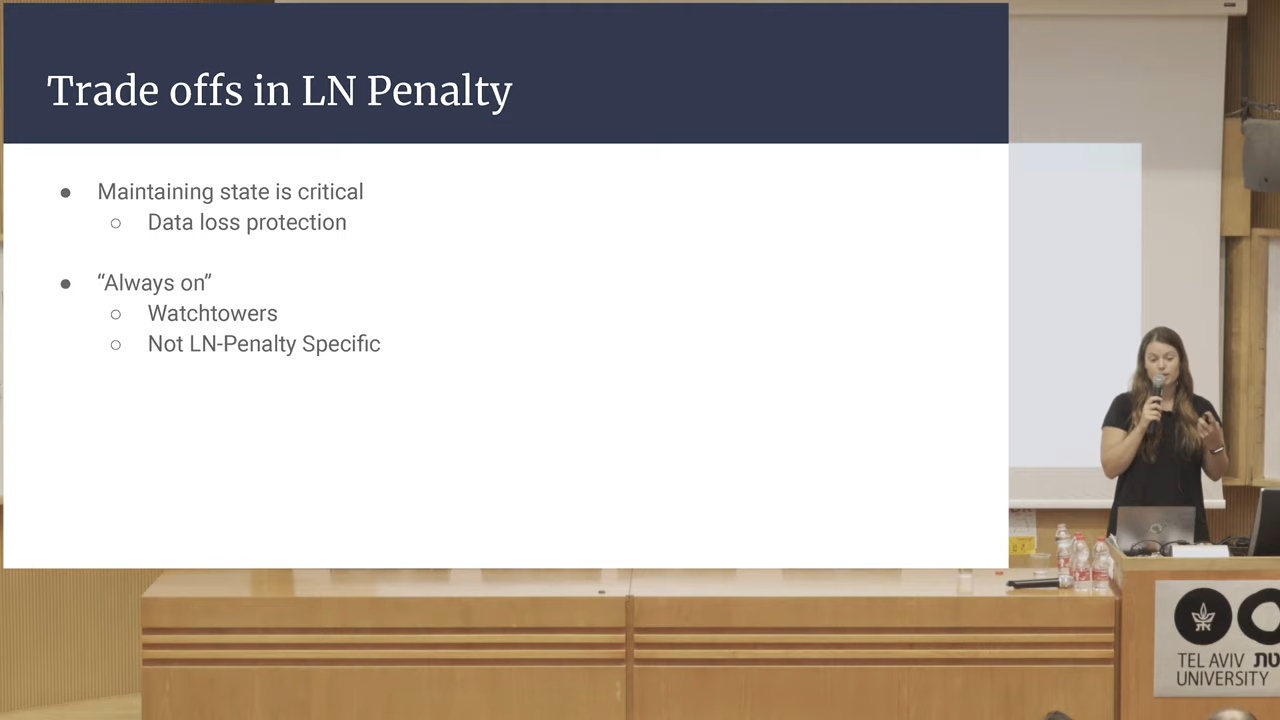 Trade offs in LN Penalty
● Maintaining state is critical
○ Data loss protection
● “Always on”
○ Watchtowers
○ Not LN-Penalty Specific
TEL AVIV
UNIVERSITY